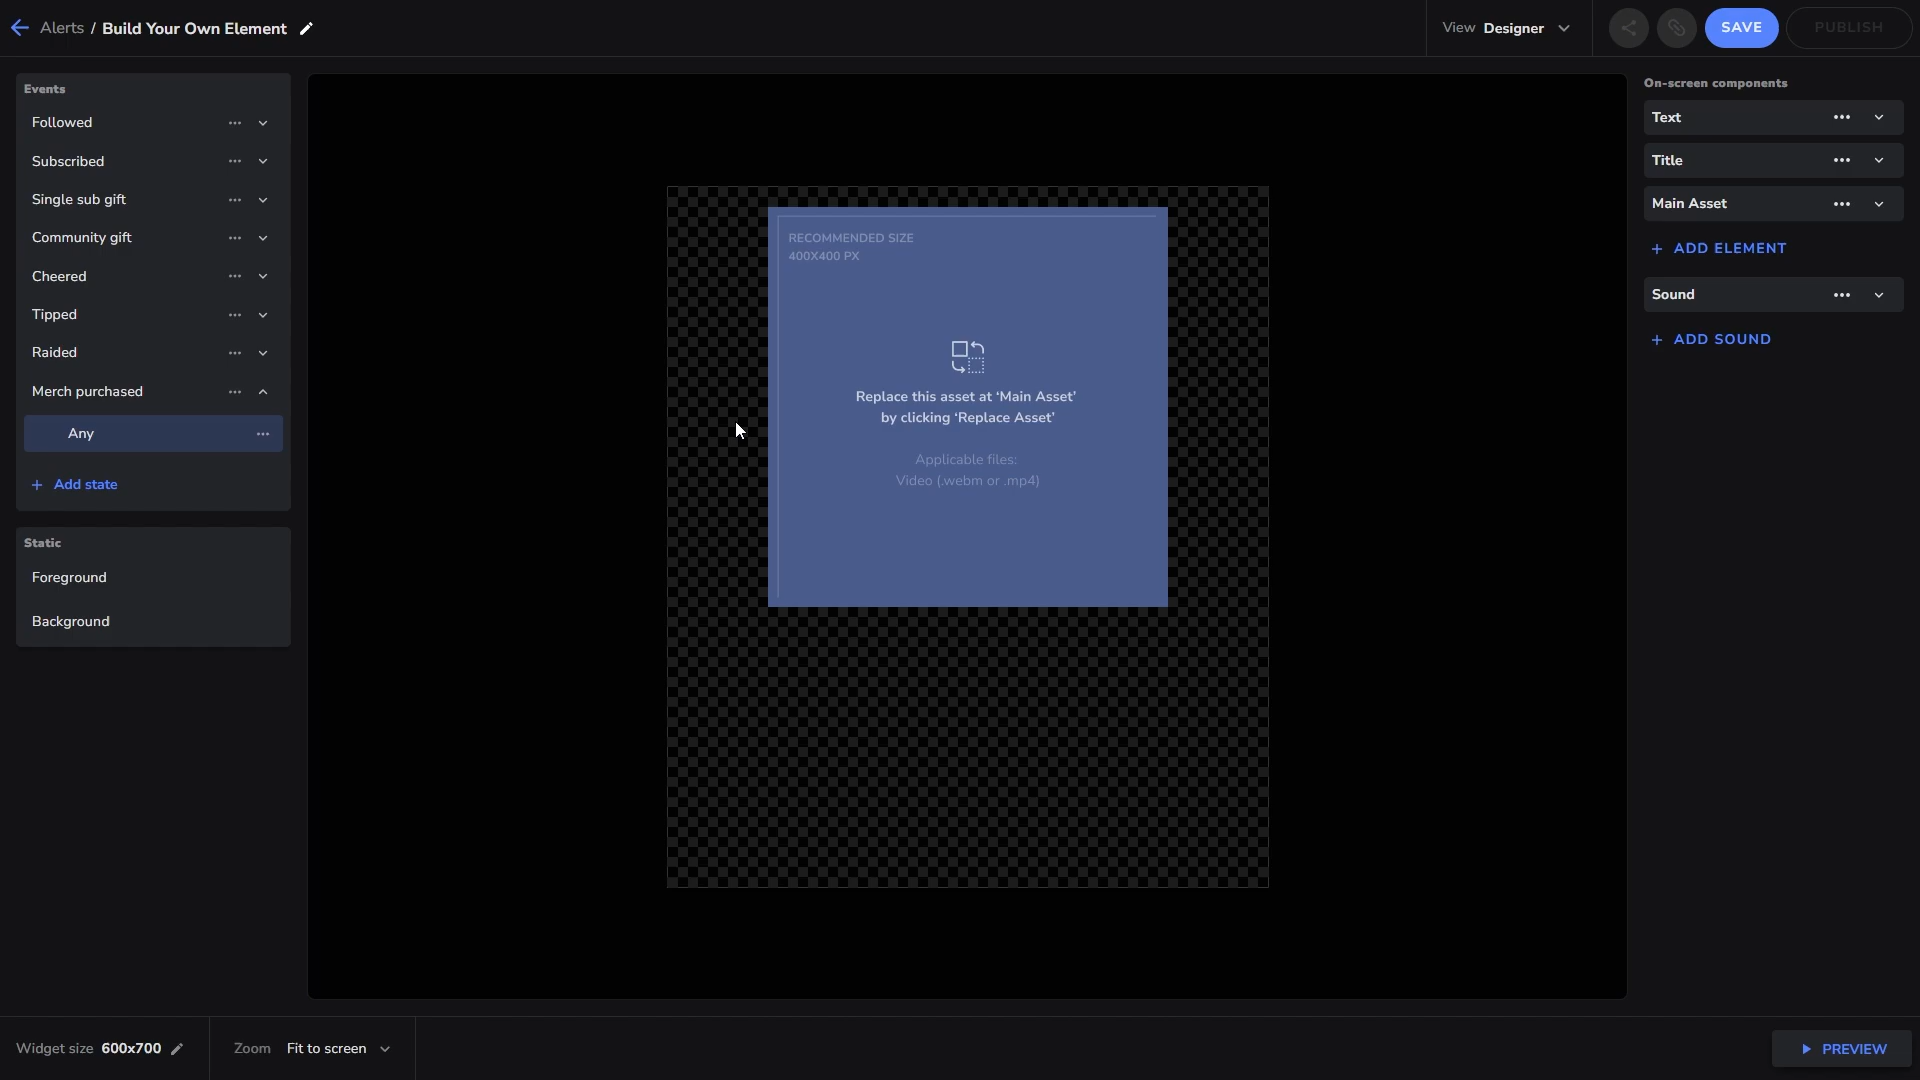 Alerts / Build Your Own Element
View Designer
SAVE
PUBLISH
Events
Followed
Subscribed
Single sub gift
Community gift
Cheered
Tipped
Raided
Merch purchased
Any
+ Add state
Static
Foreground
Background
RECOMMENDED SIZE
400X400 PX
Replace this asset at ‘Main Asset’
by clicking ‘Replace Asset’
Applicable files:
Video (.webm or .mp4)
On-screen components
Text
Title
Main Asset
+ ADD ELEMENT
Sound
+ ADD SOUND
Widget size 600x700
Zoom Fit to screen
PREVIEW